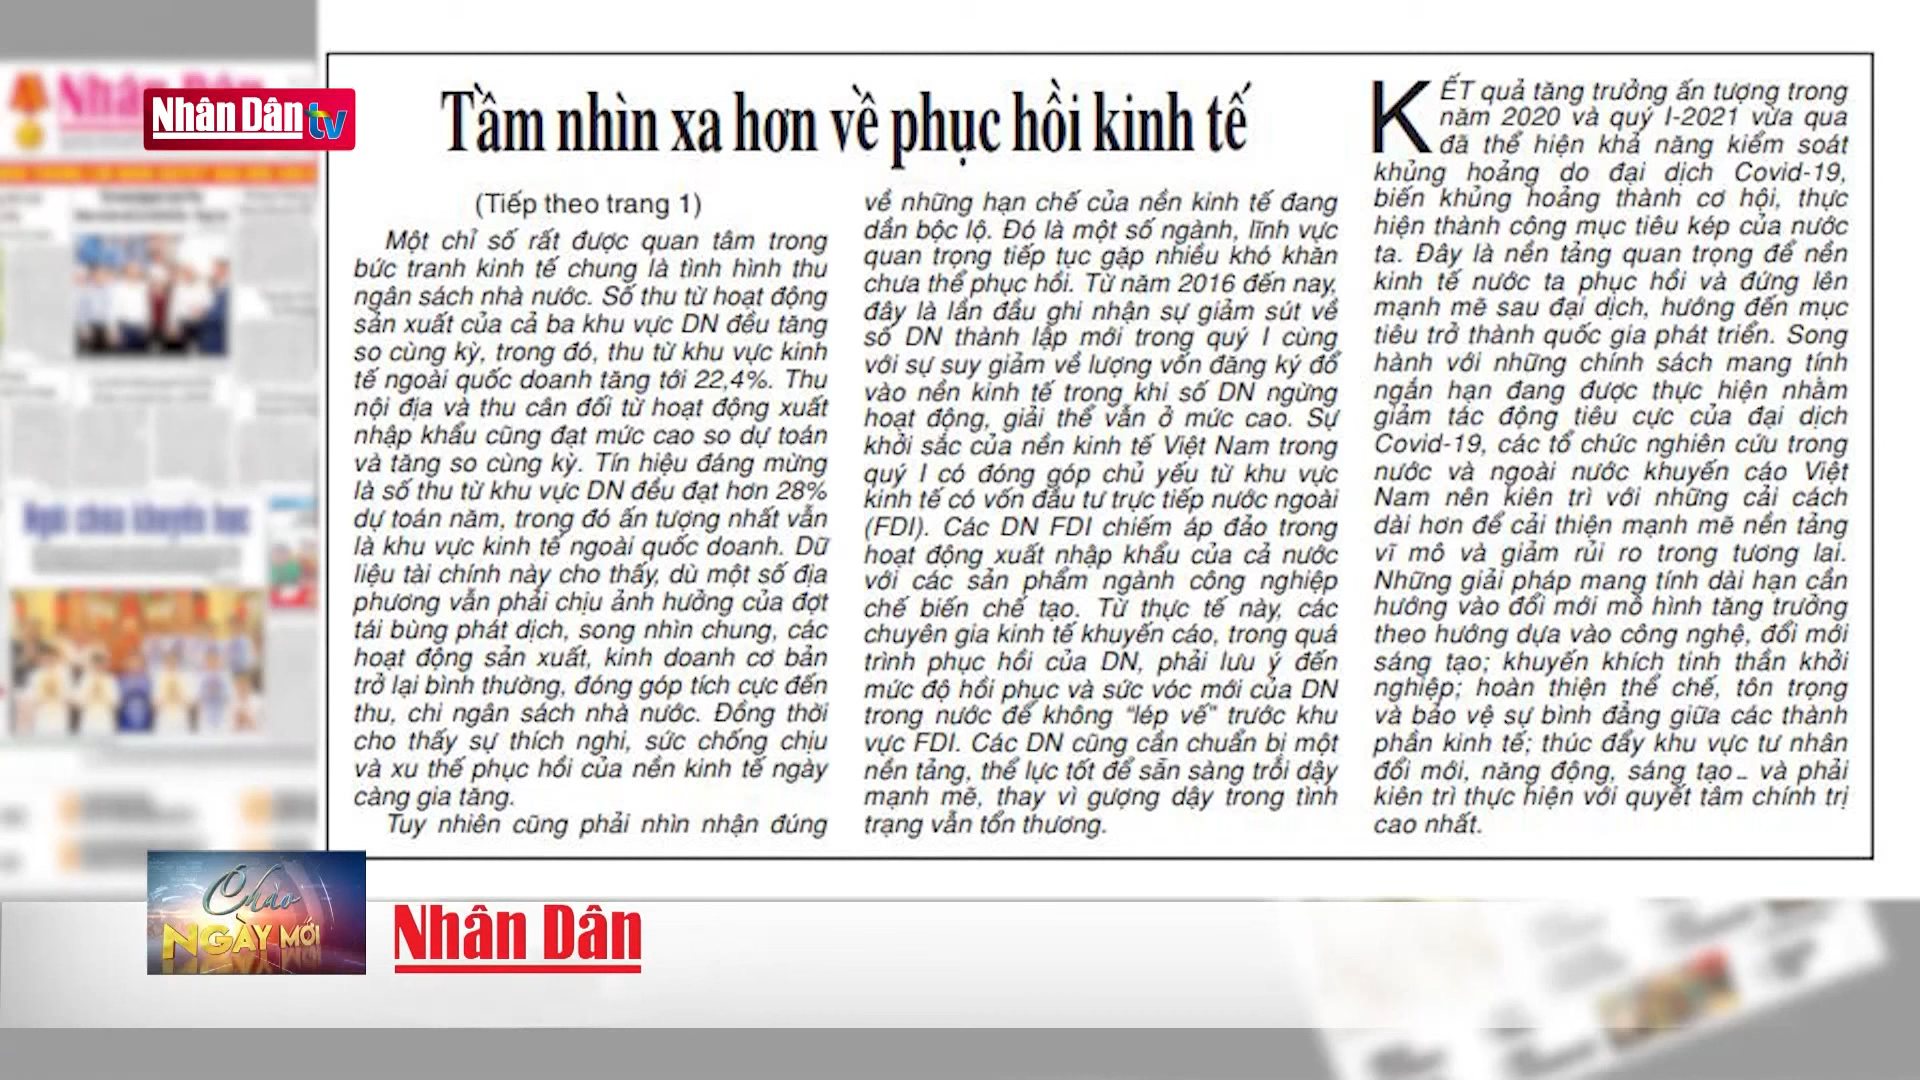 Nhân Dân tv
Tầm nhìn xa hơn về phục hồi kinh tế
(Tiếp theo trang 1)
Một chỉ số rất được quan tâm trong
bức tranh kinh tế chung là tình hình thu
ngân sách nhà nước. Số thu từ hoạt động
sản xuất của cả ba khu vực DN đều tăng
so cùng kỳ, trong đó, thu từ khu vực kinh
tế ngoài quốc doanh tăng tới 22,4%. Thu
nội địa và thu cân đối từ hoạt động xuất
nhập khẩu cũng đạt mức cao so dự toán
và tăng so cùng kỳ. Tín hiệu đáng mừng
là số thu từ khu vực DN đều đạt hơn 28%
dự toán năm, trong đó ấn tượng nhất vẫn
là khu vực kinh tế ngoài quốc doanh. Dữ
liệu tài chính này cho thấy, dù một số địa
phương vẫn phải chịu ảnh hưởng của đợt
tái bùng phát dịch, song nhìn chung, các
hoạt động sản xuất, kinh doanh cơ bản
trở lại bình thường, đóng góp tích cực đến
thu, chi ngân sách nhà nước. Đồng thời
cho thấy sự thích nghi, sức chống chịu
và xu thế phục hồi của nền kinh tế ngày
càng gia tăng.
Tuy nhiên cũng phải nhìn nhận đúng
về những hạn chế của nền kinh tế đang
dần bộc lộ. Đó là một số ngành, lĩnh vực
quan trọng tiếp tục gặp nhiều khó khăn
chưa thể phục hồi. Từ năm 2016 đến nay,
đây là lần đầu ghi nhận sự giảm sút về
số DN thành lập mới trong quý I cùng
với sự suy giảm về lượng vốn đăng ký đổ
vào nền kinh tế trong khi số DN ngừng
hoạt động, giải thể vẫn ở mức cao. Sự
khởi sắc của nền kinh tế Việt Nam trong
quý I có đóng góp chủ yếu từ khu vực
kinh tế có vốn đầu tư trực tiếp nước ngoài
(FDI). Các DN FDI chiếm áp đảo trong
hoạt động xuất nhập khẩu của cả nước
với các sản phẩm ngành công nghiệp
chế biến chế tạo. Từ thực tế này, các
chuyên gia kinh tế khuyến cáo, trong quá
trình phục hồi của DN, phải lưu ý đến
mức độ hồi phục và sức vóc mới của DN
trong nước để không “lép vế” trước khu
vực FDI. Các DN cũng cần chuẩn bị một
nền tảng, thể lực tốt để sẵn sàng trỗi dậy
mạnh mẽ, thay vì gượng dậy trong tình
trạng vẫn tổn thương.
KẾT quả tăng trưởng ấn tượng trong
năm 2020 và quý I-2021 vừa qua
đã thể hiện khả năng kiểm soát
khủng hoảng do đại dịch Covid-19,
biến khủng hoảng thành cơ hội, thực
hiện thành công mục tiêu kép của nước
ta. Đây là nền tảng quan trọng để nền
kinh tế nước ta phục hồi và đứng lên
mạnh mẽ sau đại dịch, hướng đến mục
tiêu trở thành quốc gia phát triển. Song
hành với những chính sách mang tính
ngắn hạn đang được thực hiện nhằm
giảm tác động tiêu cực của đại dịch
Covid-19, các tổ chức nghiên cứu trong
nước và ngoài nước khuyến cáo Việt
Nam nên kiên trì với những cải cách
dài hơn để cải thiện mạnh mẽ nền tảng
vĩ mô và giảm rủi ro trong tương lai.
Những giải pháp mang tính dài hạn cần
hướng vào đổi mới mô hình tăng trưởng
theo hướng dựa vào công nghệ, đổi mới
sáng tạo; khuyến khích tinh thần khởi
nghiệp; hoàn thiện thể chế, tôn trọng
và bảo vệ sự bình đẳng giữa các thành
phần kinh tế; thúc đẩy khu vực tư nhân
đổi mới, năng động, sáng tạo... và phải
kiên trì thực hiện với quyết tâm chính trị
cao nhất.
Chào
NGÀY MỚI
Nhân Dân